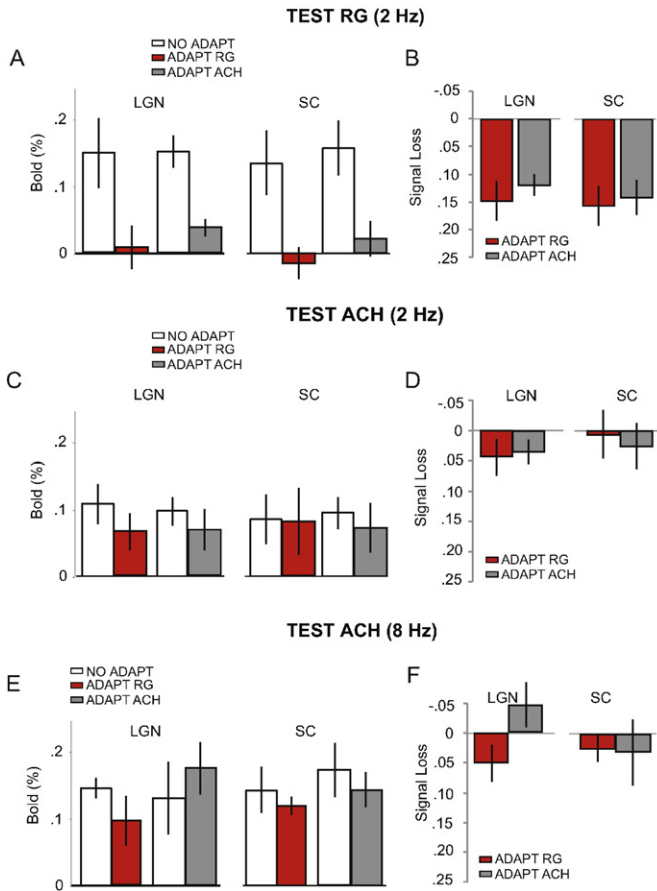 TEST RG (2 Hz)
A
NO ADAPT
ADAPT RG
ADAPT ACH
LGN
SC
Bold (%)
.2
.1
0
B
LGN
SC
Signal Loss
-.05
0
.05
.10
.15
.20
.25
ADAPT RG
ADAPT ACH
TEST ACH (2 Hz)
C
NO ADAPT
ADAPT RG
ADAPT ACH
LGN
SC
Bold (%)
.2
.1
0
D
LGN
SC
Signal Loss
-.05
0
.05
.10
.15
.20
.25
ADAPT RG
ADAPT ACH
TEST ACH (8 Hz)
E
NO ADAPT
ADAPT RG
ADAPT ACH
LGN
SC
Bold (%)
.2
.1
0
F
LGN
SC
Signal Loss
-.05
0
.05
.10
.15
.20
.25
ADAPT RG
ADAPT ACH